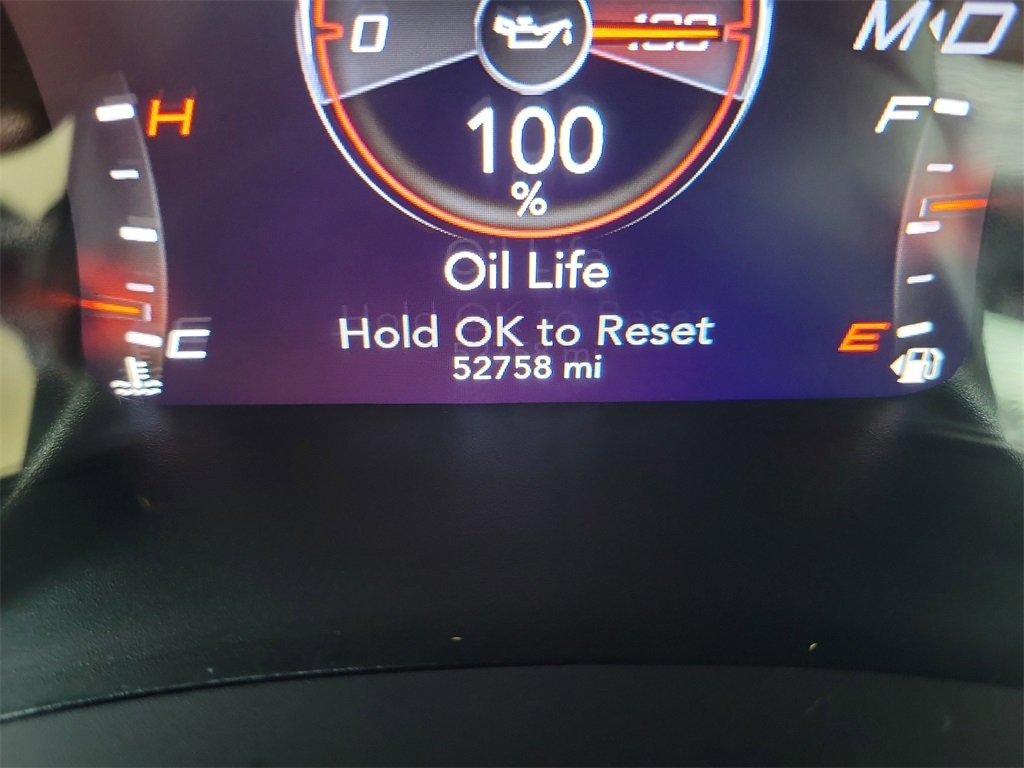 0 100 M D
H 100 F
%
Oil Life
Hold OK to Reset
C 52758 mi E